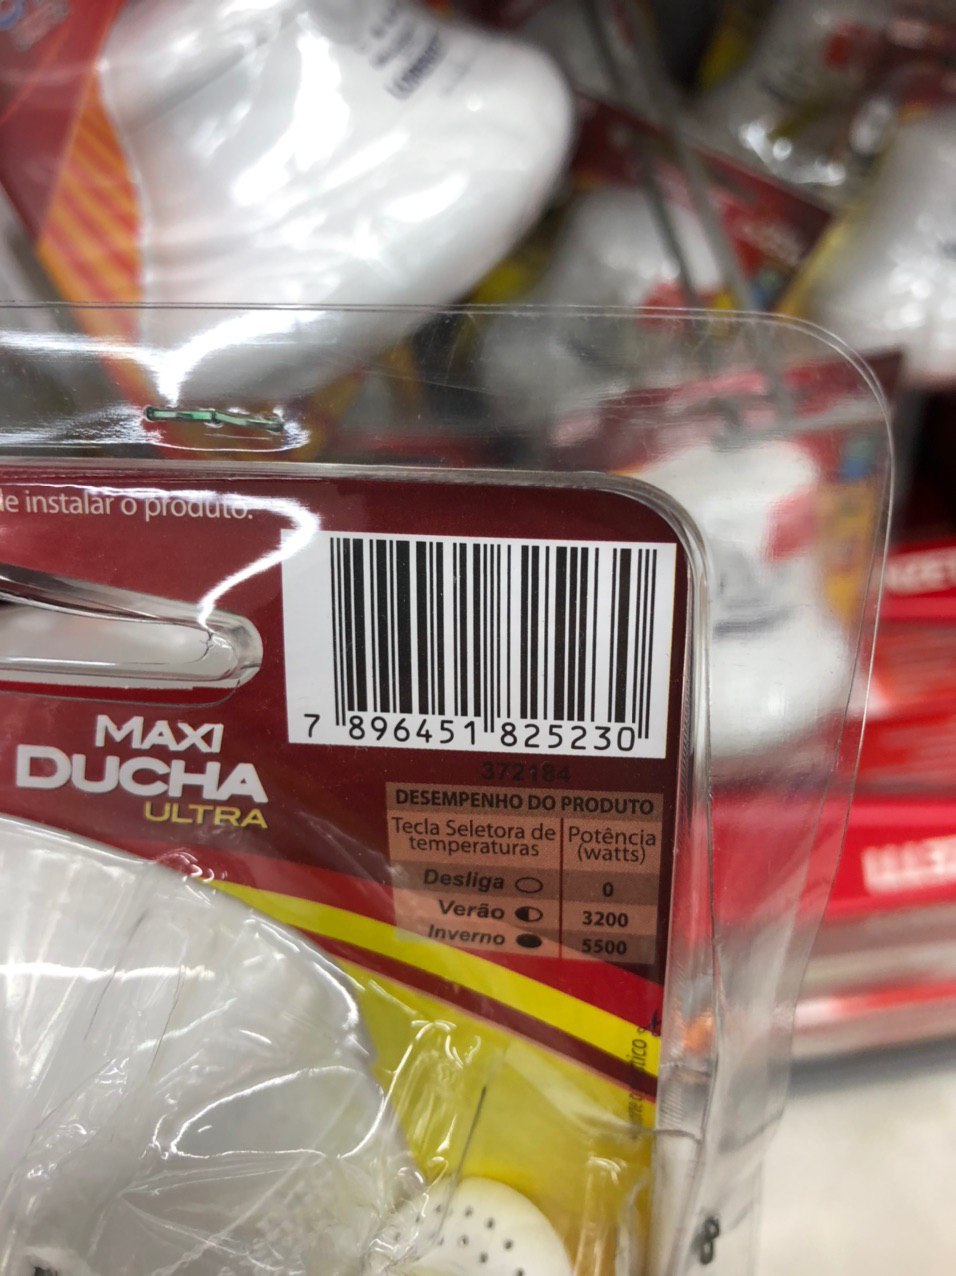 de instalar o produto.
7 896451 825230
372184
MAXI
DUCHA
ULTRA
DESEMPENHO DO PRODUTO
Tecla Seletora de temperaturas
Potência (watts)
Desliga 0
Verão 3200
Inverno 5500
8